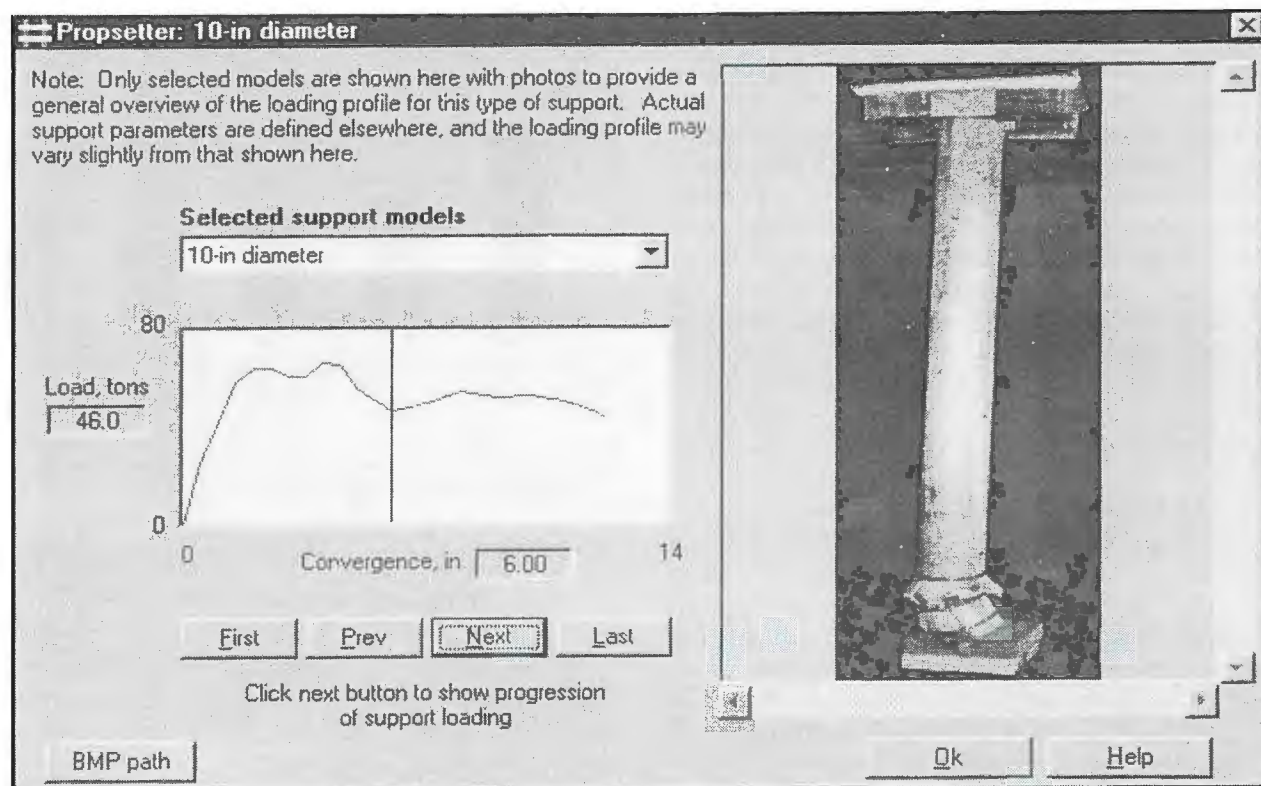 Propsetter: 10-in diameter
Note: Only selected models are shown here with photos to provide a
general overview of the loading profile for this type of support. Actual
support parameters are defined elsewhere, and the loading profile may
vary slightly from that shown here.
Selected support models
10-in diameter
80
Load, tons
46.0
0
0
Convergence, in 6.00
14
First Prev Next Last
Click next button to show progression
of support loading
BMP path
Ok Help